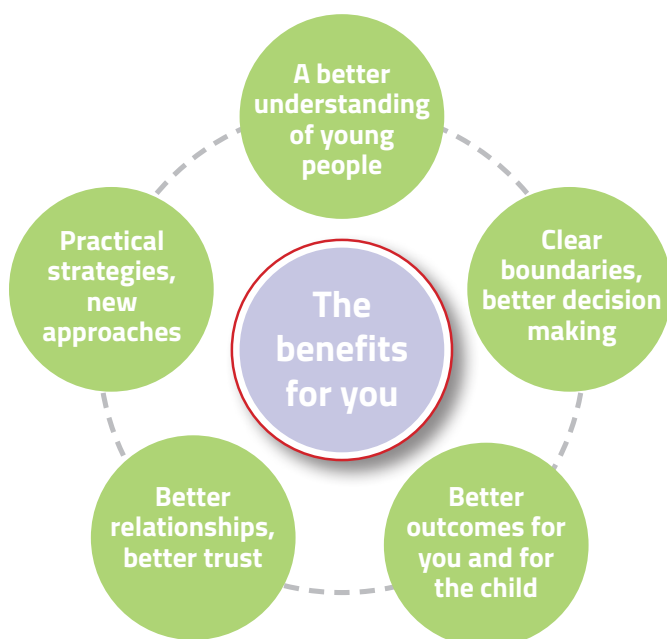 A better
understanding
of young
people
Clear
boundaries,
better decision
making
Better
outcomes for
you and for
the child
Better
relationships,
better trust
Practical
strategies,
new
approaches
The
benefits
for you